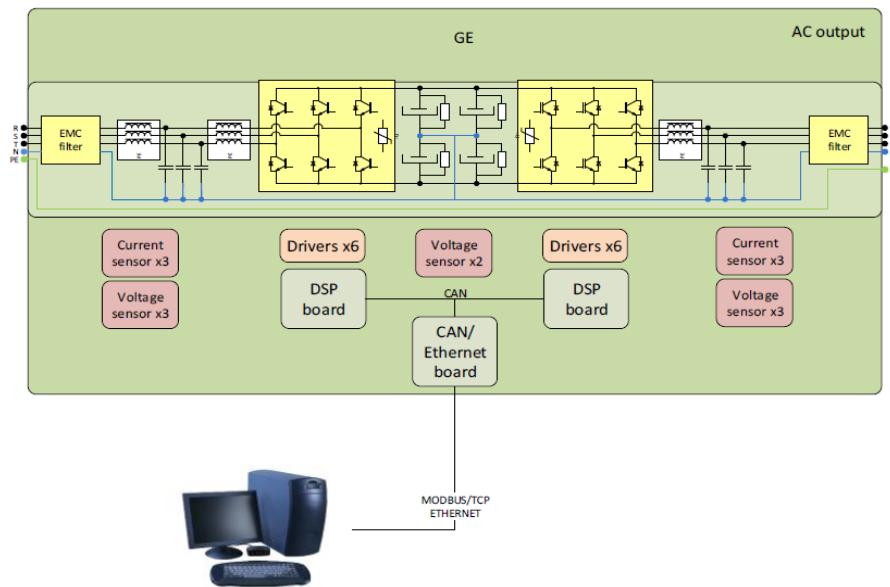 GE
AC output
R
S
T
N
PE
EMC
filter
EMC
filter
Current
sensor x3
Voltage
sensor x3
Drivers x6
DSP
board
Voltage
sensor x2
CAN
CAN/
Ethernet
board
Drivers x6
DSP
board
Current
sensor x3
Voltage
sensor x3
MODBUS/TCP
ETHERNET